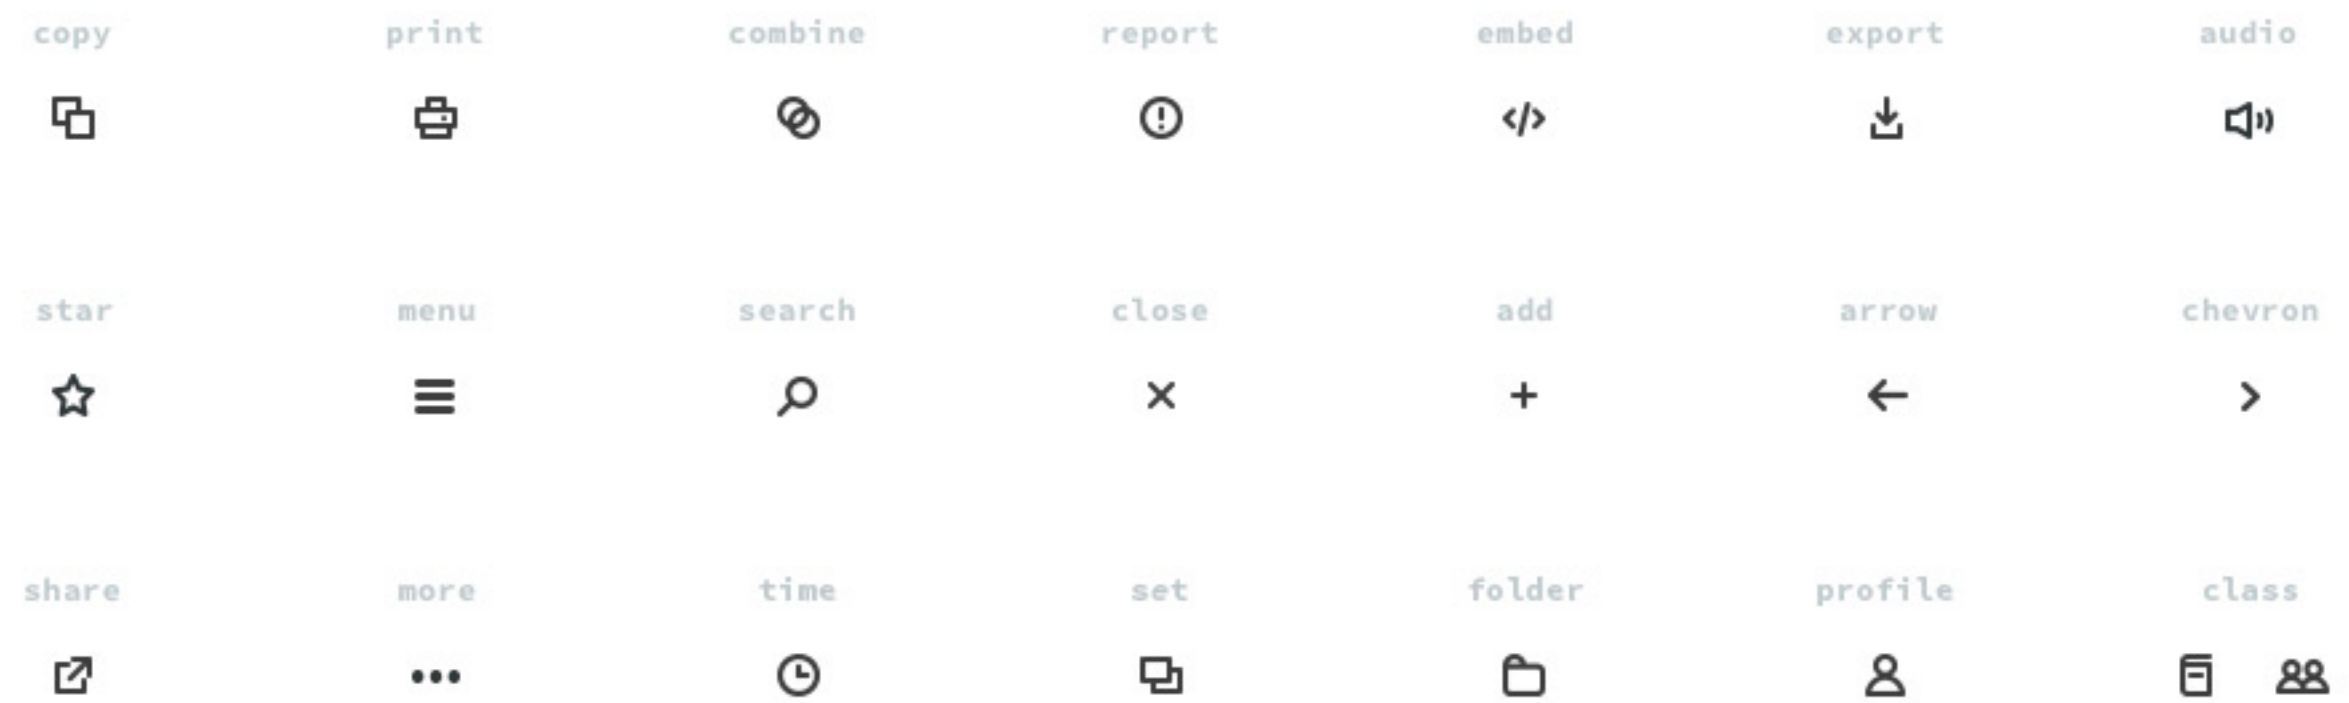 copy print combine report embed export audio
star menu search close add arrow chevron
share more time set folder profile class